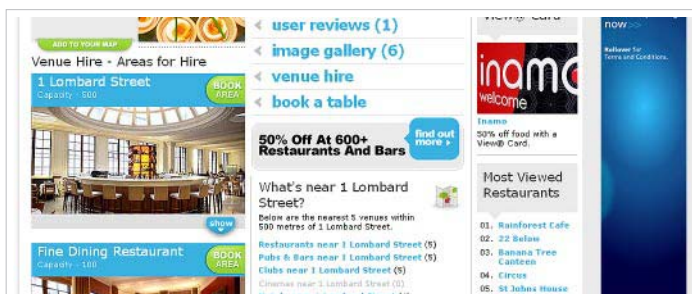 ADD TO YOUR MAP
Venue Hire - Areas for Hire
1 Lombard Street
Capacity - 500
BOOK
AREA
show
Fine Dining Restaurant
Capacity - 100
BOOK
AREA
user reviews (1)
image gallery (6)
venue hire
book a table
50% Off At 600+
Restaurants And Bars
find out
more
What's near 1 Lombard
Street?
Below are the nearest 5 venues within
500 metres of 1 Lombard Street.
Restaurants near 1 Lombard Street (5)
Pubs & Bars near 1 Lombard Street (5)
Clubs near 1 Lombard Street (5)
Cinemas near 1 Lombard Street (0)
View® Card
inamo
welcome
Inamo
50% off food with a
View® Card.
Most Viewed
Restaurants
01. Rainforest Cafe
02. 22 Below
03. Banana Tree
Canteen
04. Circus
05. St Johns House
now>>
Rollover for
Terms and Conditions.